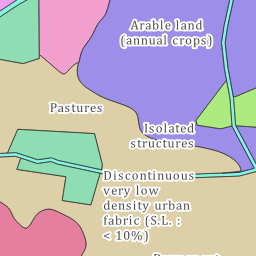 Arable land
(annual crops)
Pastures
Isolated
structures
Discontinuous
very low
density urban
fabric (S.L. :
< 10%)